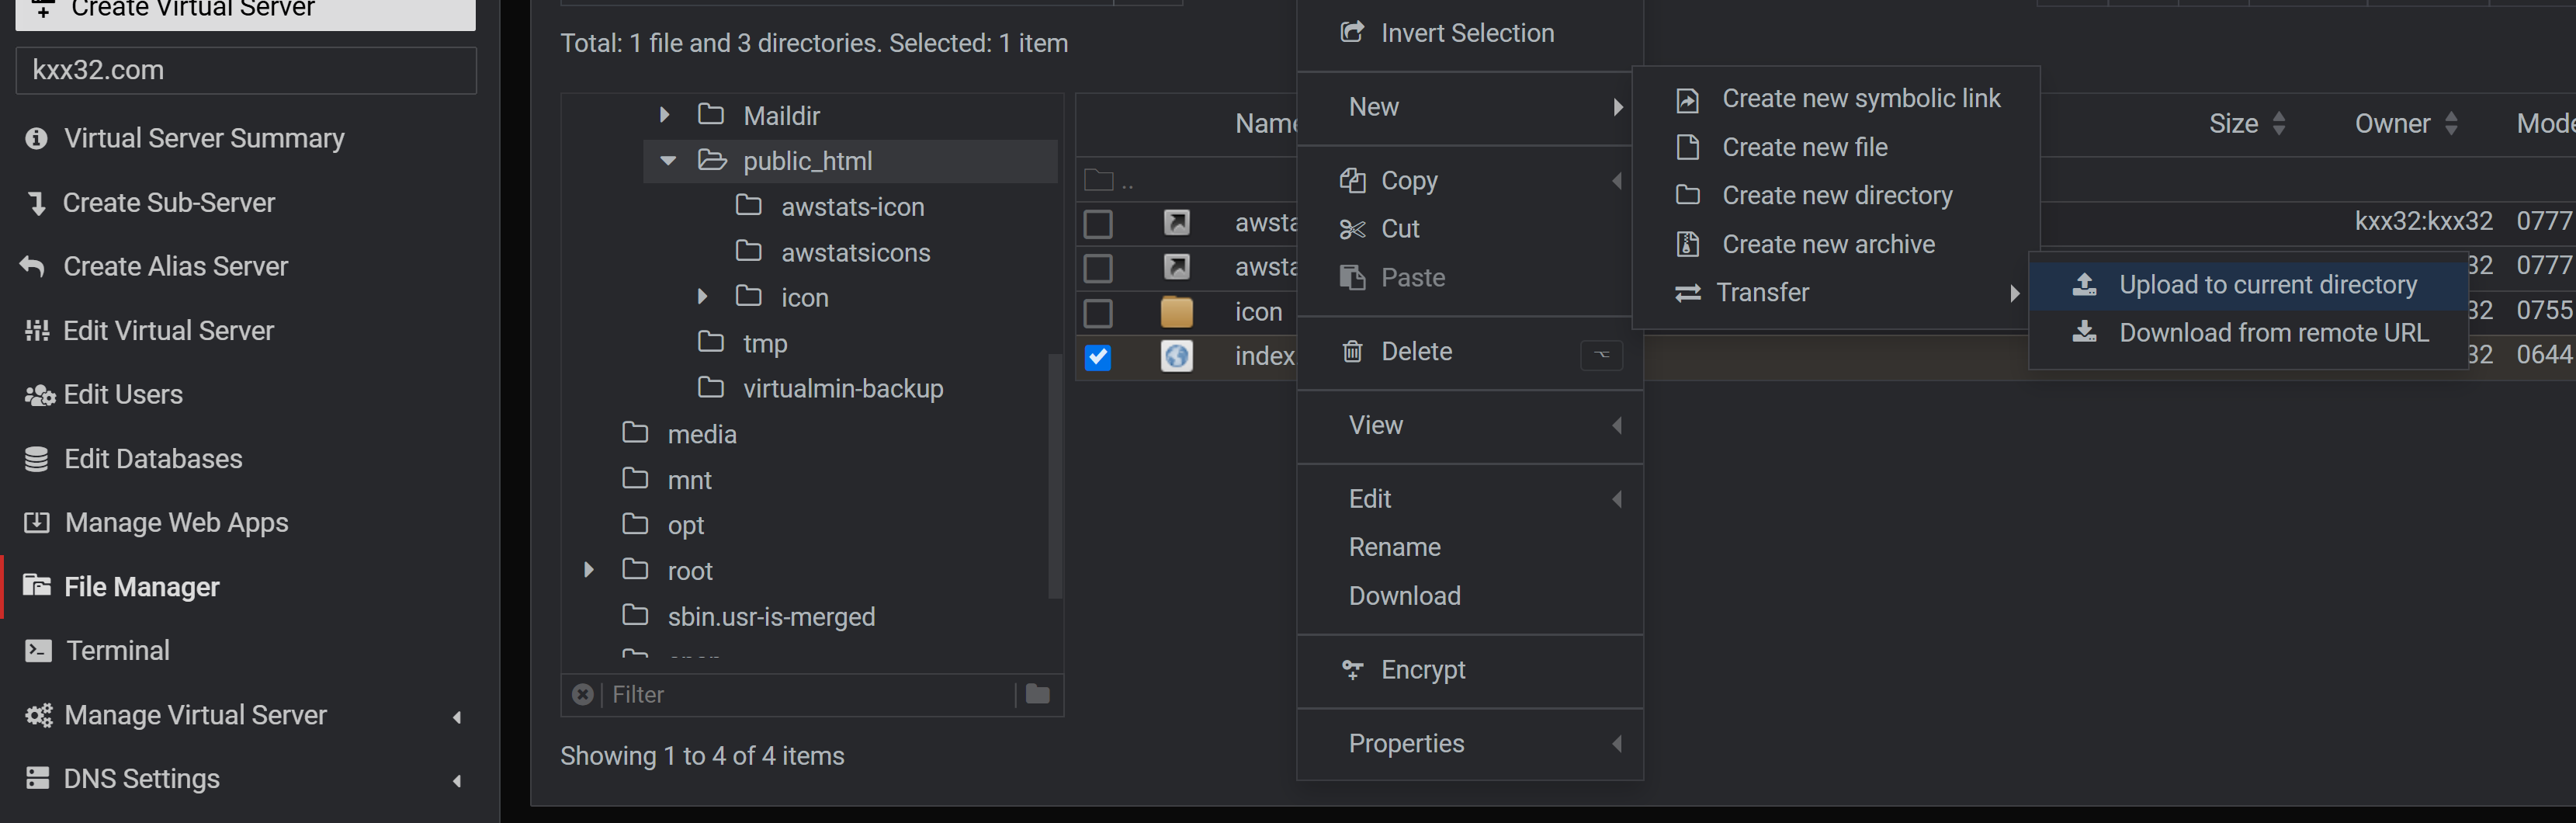 Create Virtual Server
kxx32.com
Virtual Server Summary
Create Sub-Server
Create Alias Server
Edit Virtual Server
Edit Users
Edit Databases
Manage Web Apps
File Manager
Terminal
Manage Virtual Server
DNS Settings
Total: 1 file and 3 directories. Selected: 1 item
Maildir
public_html
awstats-icon
awstatsicons
icon
tmp
virtualmin-backup
media
mnt
opt
root
sbin.usr-is-merged
Filter
Showing 1 to 4 of 4 items
Name
Size
Owner
Mode
..
awsta
kxx32:kxx32 0777
awsta
32 0777
icon
32 0755
index
32 0644
Invert Selection
New
Copy
Cut
Paste
Delete
View
Edit
Rename
Download
Encrypt
Properties
Create new symbolic link
Create new file
Create new directory
Create new archive
Transfer
Upload to current directory
Download from remote URL